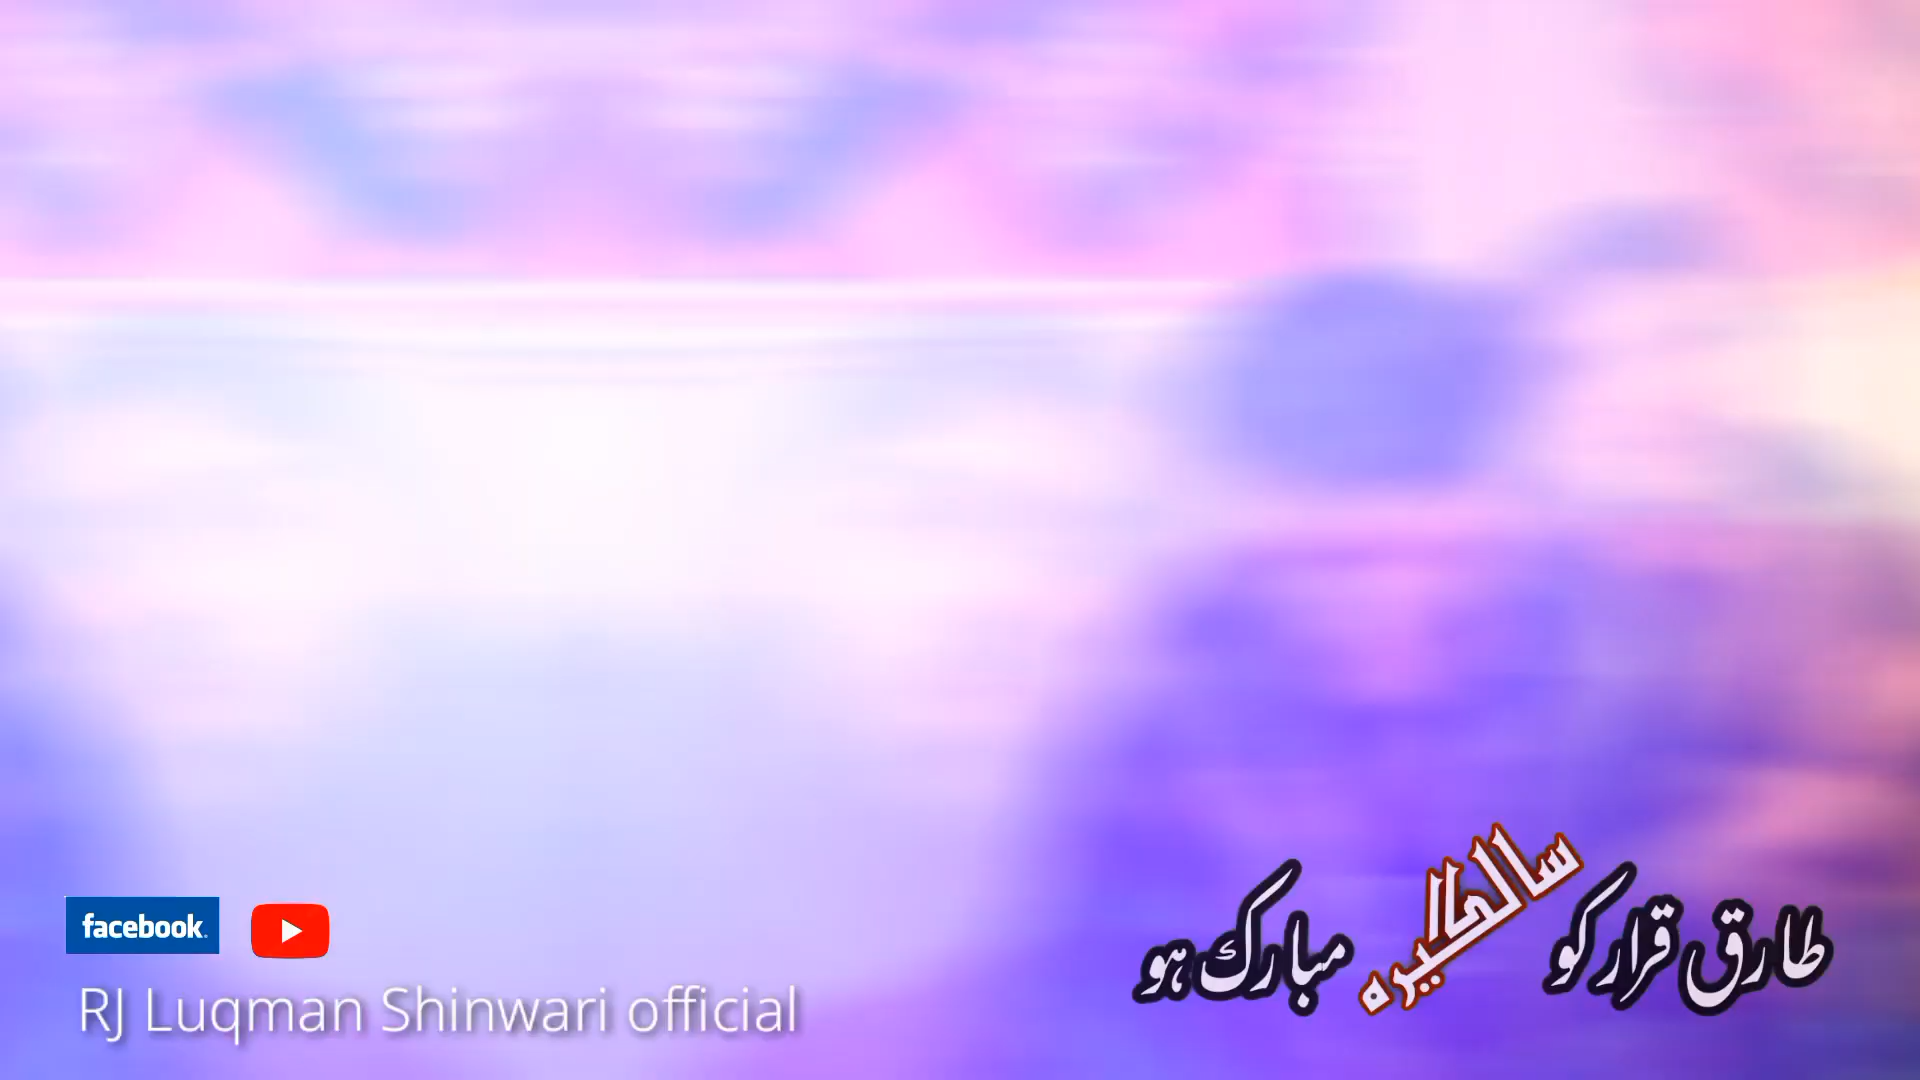 طارق قرار کو سالگیرہ مبارک ہو
facebook.
RJ Luqman Shinwari official